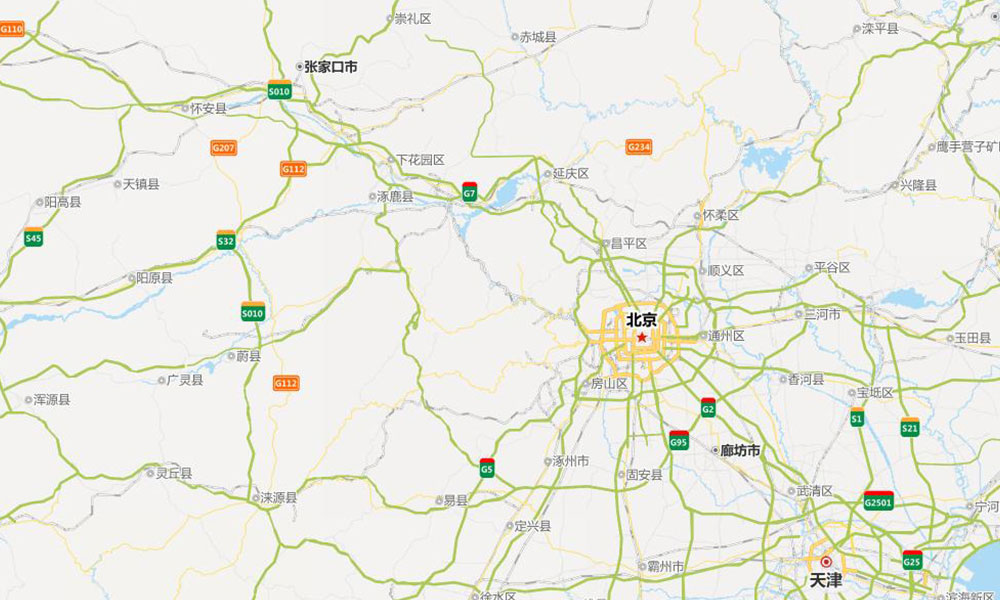 崇礼区
G110
滦平县
赤城县
张家口市
S010
怀安县
G207
G234
鹰手营子矿
下花园区
G112
延庆区
天镇县
兴隆县
G7
涿鹿县
阳高县
怀柔区
S45
S32
昌平区
顺义区
平谷区
阳原县
S010
三河市
北京
通州区
玉田县
蔚县
房山区
香河县
广灵县
G112
宝坻区
浑源县
G2
S1
S21
G95
廊坊市
涿州市
G5
灵丘县
固安县
武清区
涞源县
易县
G2501
宁河
定兴县
G25
霸州市
天津
徐水区
滨海新区